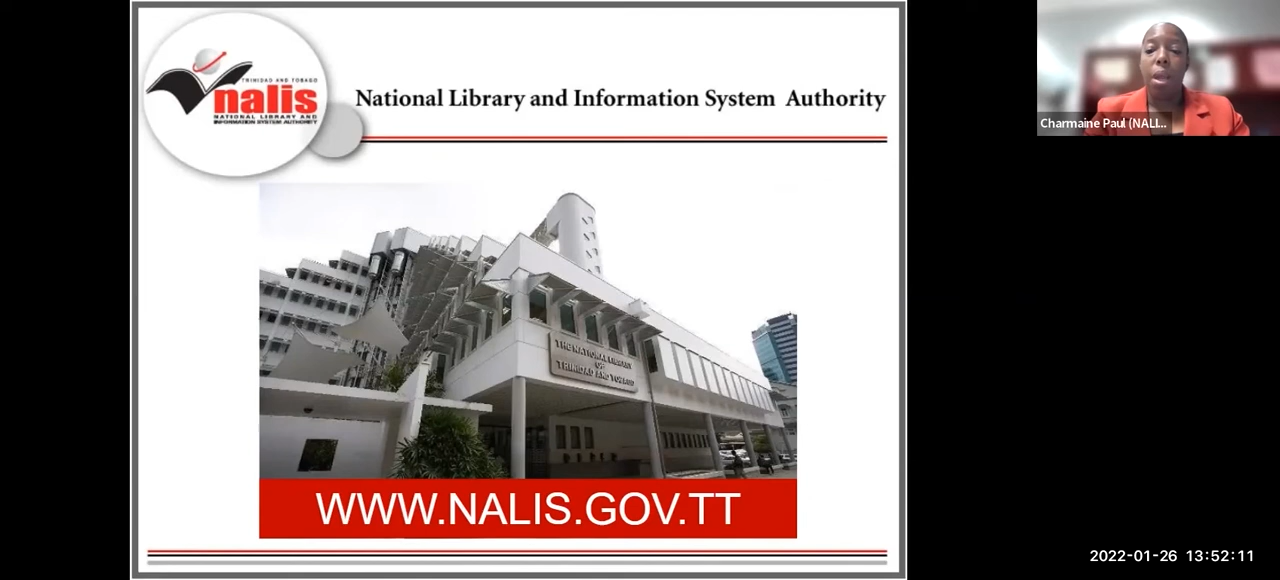 TRINIDAD AND TOBAGO
nalis
NATIONAL LIBRARY AND
INFORMATION SYSTEM AUTHORITY
National Library and Information System Authority
THE NATIONAL LIBRARY
OF
TRINIDAD AND TOBAGO
WWW.NALIS.GOV.TT
Charmaine Paul (NALI...
2022-01-26 13:52:11